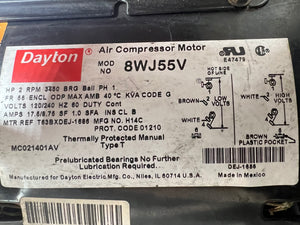 Dayton
Air Compressor Motor
MOD NO 8WJ55V
E47479
HP 2 RPM 3450 BRG Ball PH 1
FR 56 ENCL ODP MAX AMB 40 °C KVA CODE G
VOLTS 120/240 HZ 60 DUTY Cont
AMPS 17.5/8.75 SF 1.0 SFA INS CL B
MTR REF MFG. NO. H14C
PROT. CODE 01210
Thermally Protected Manual
Type T
MC021401AV
Prelubricated Bearings No Further
Lubrication Required.
Manufactured for Dayton Electric Mfg. Co., Niles, IL 60714 U.S.A.
LOW VOLTS
HIGH VOLTS
WHITE
BROWN
WHITE
BROWN
PLASTIC POCKET
DEJ-1686
Made in Mexico